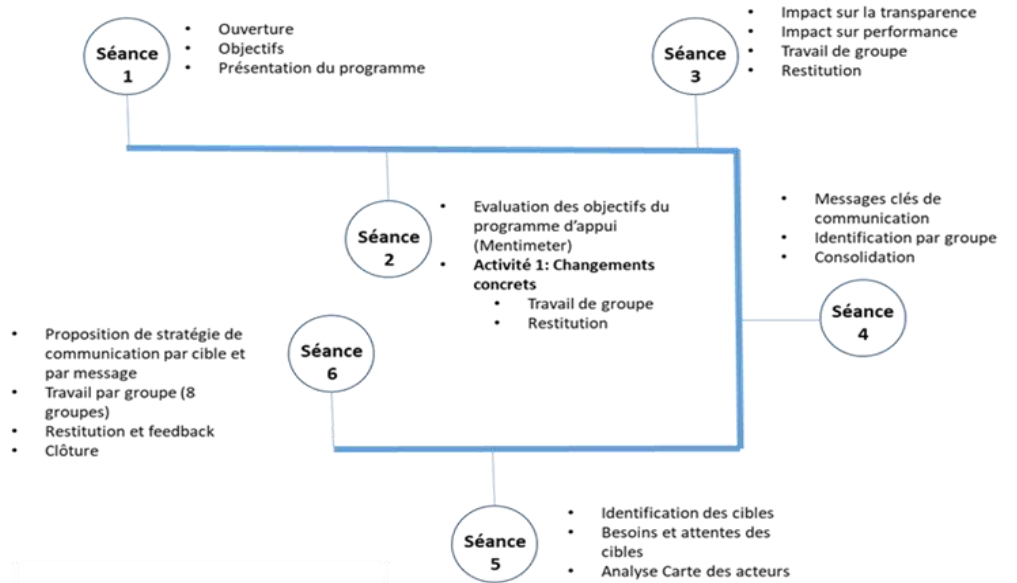 Séance
1
• Ouverture
• Objectifs
• Présentation du programme
Séance
2
• Evaluation des objectifs du
programme d'appui
(Mentimeter)
• Activité 1: Changements
concrets
• Travail de groupe
• Restitution
Séance
3
• Impact sur la transparence
• Impact sur performance
• Travail de groupe
• Restitution
Séance
4
• Messages clés de
communication
• Identification par groupe
• Consolidation
Séance
5
• Identification des cibles
• Besoins et attentes des
cibles
• Analyse Carte des acteurs
Séance
6
• Proposition de stratégie de
communication par cible et
par message
• Travail par groupe (8
groupes)
• Restitution et feedback
• Clôture